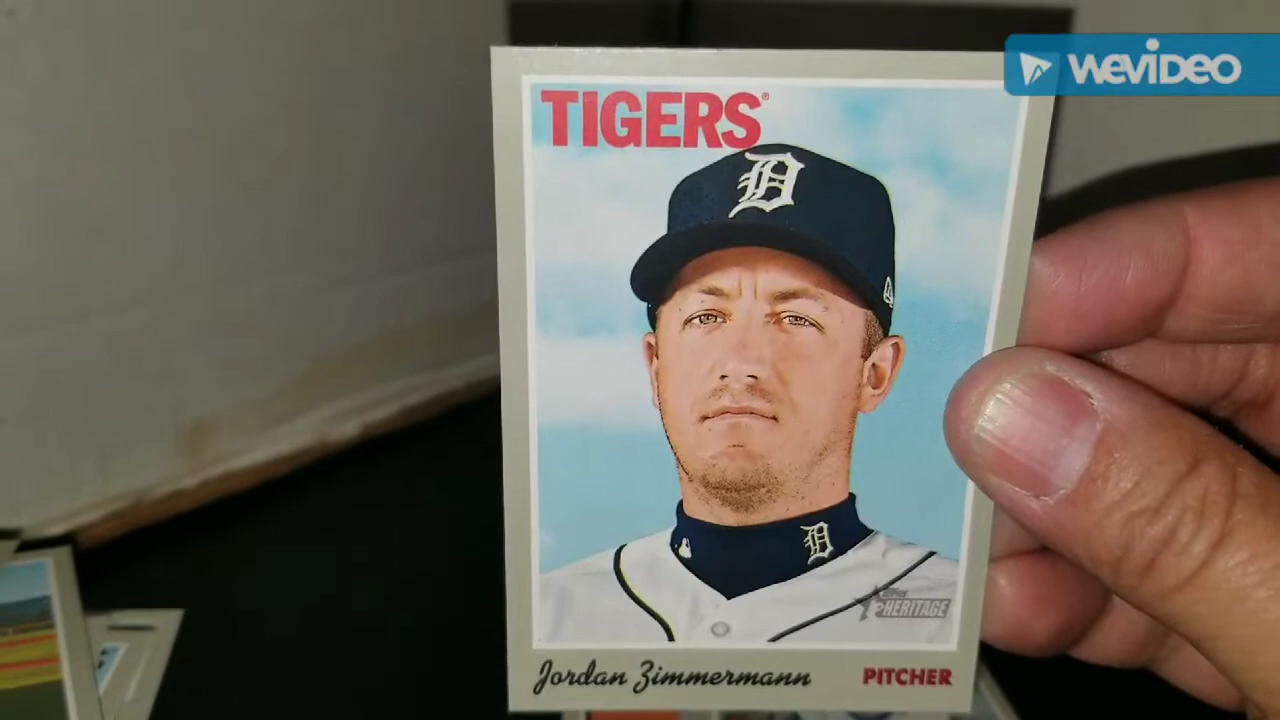 WEVIDEO
TIGERS®
D
D
TOPPS
HERITAGE
Jordan Zimmermann
PITCHER